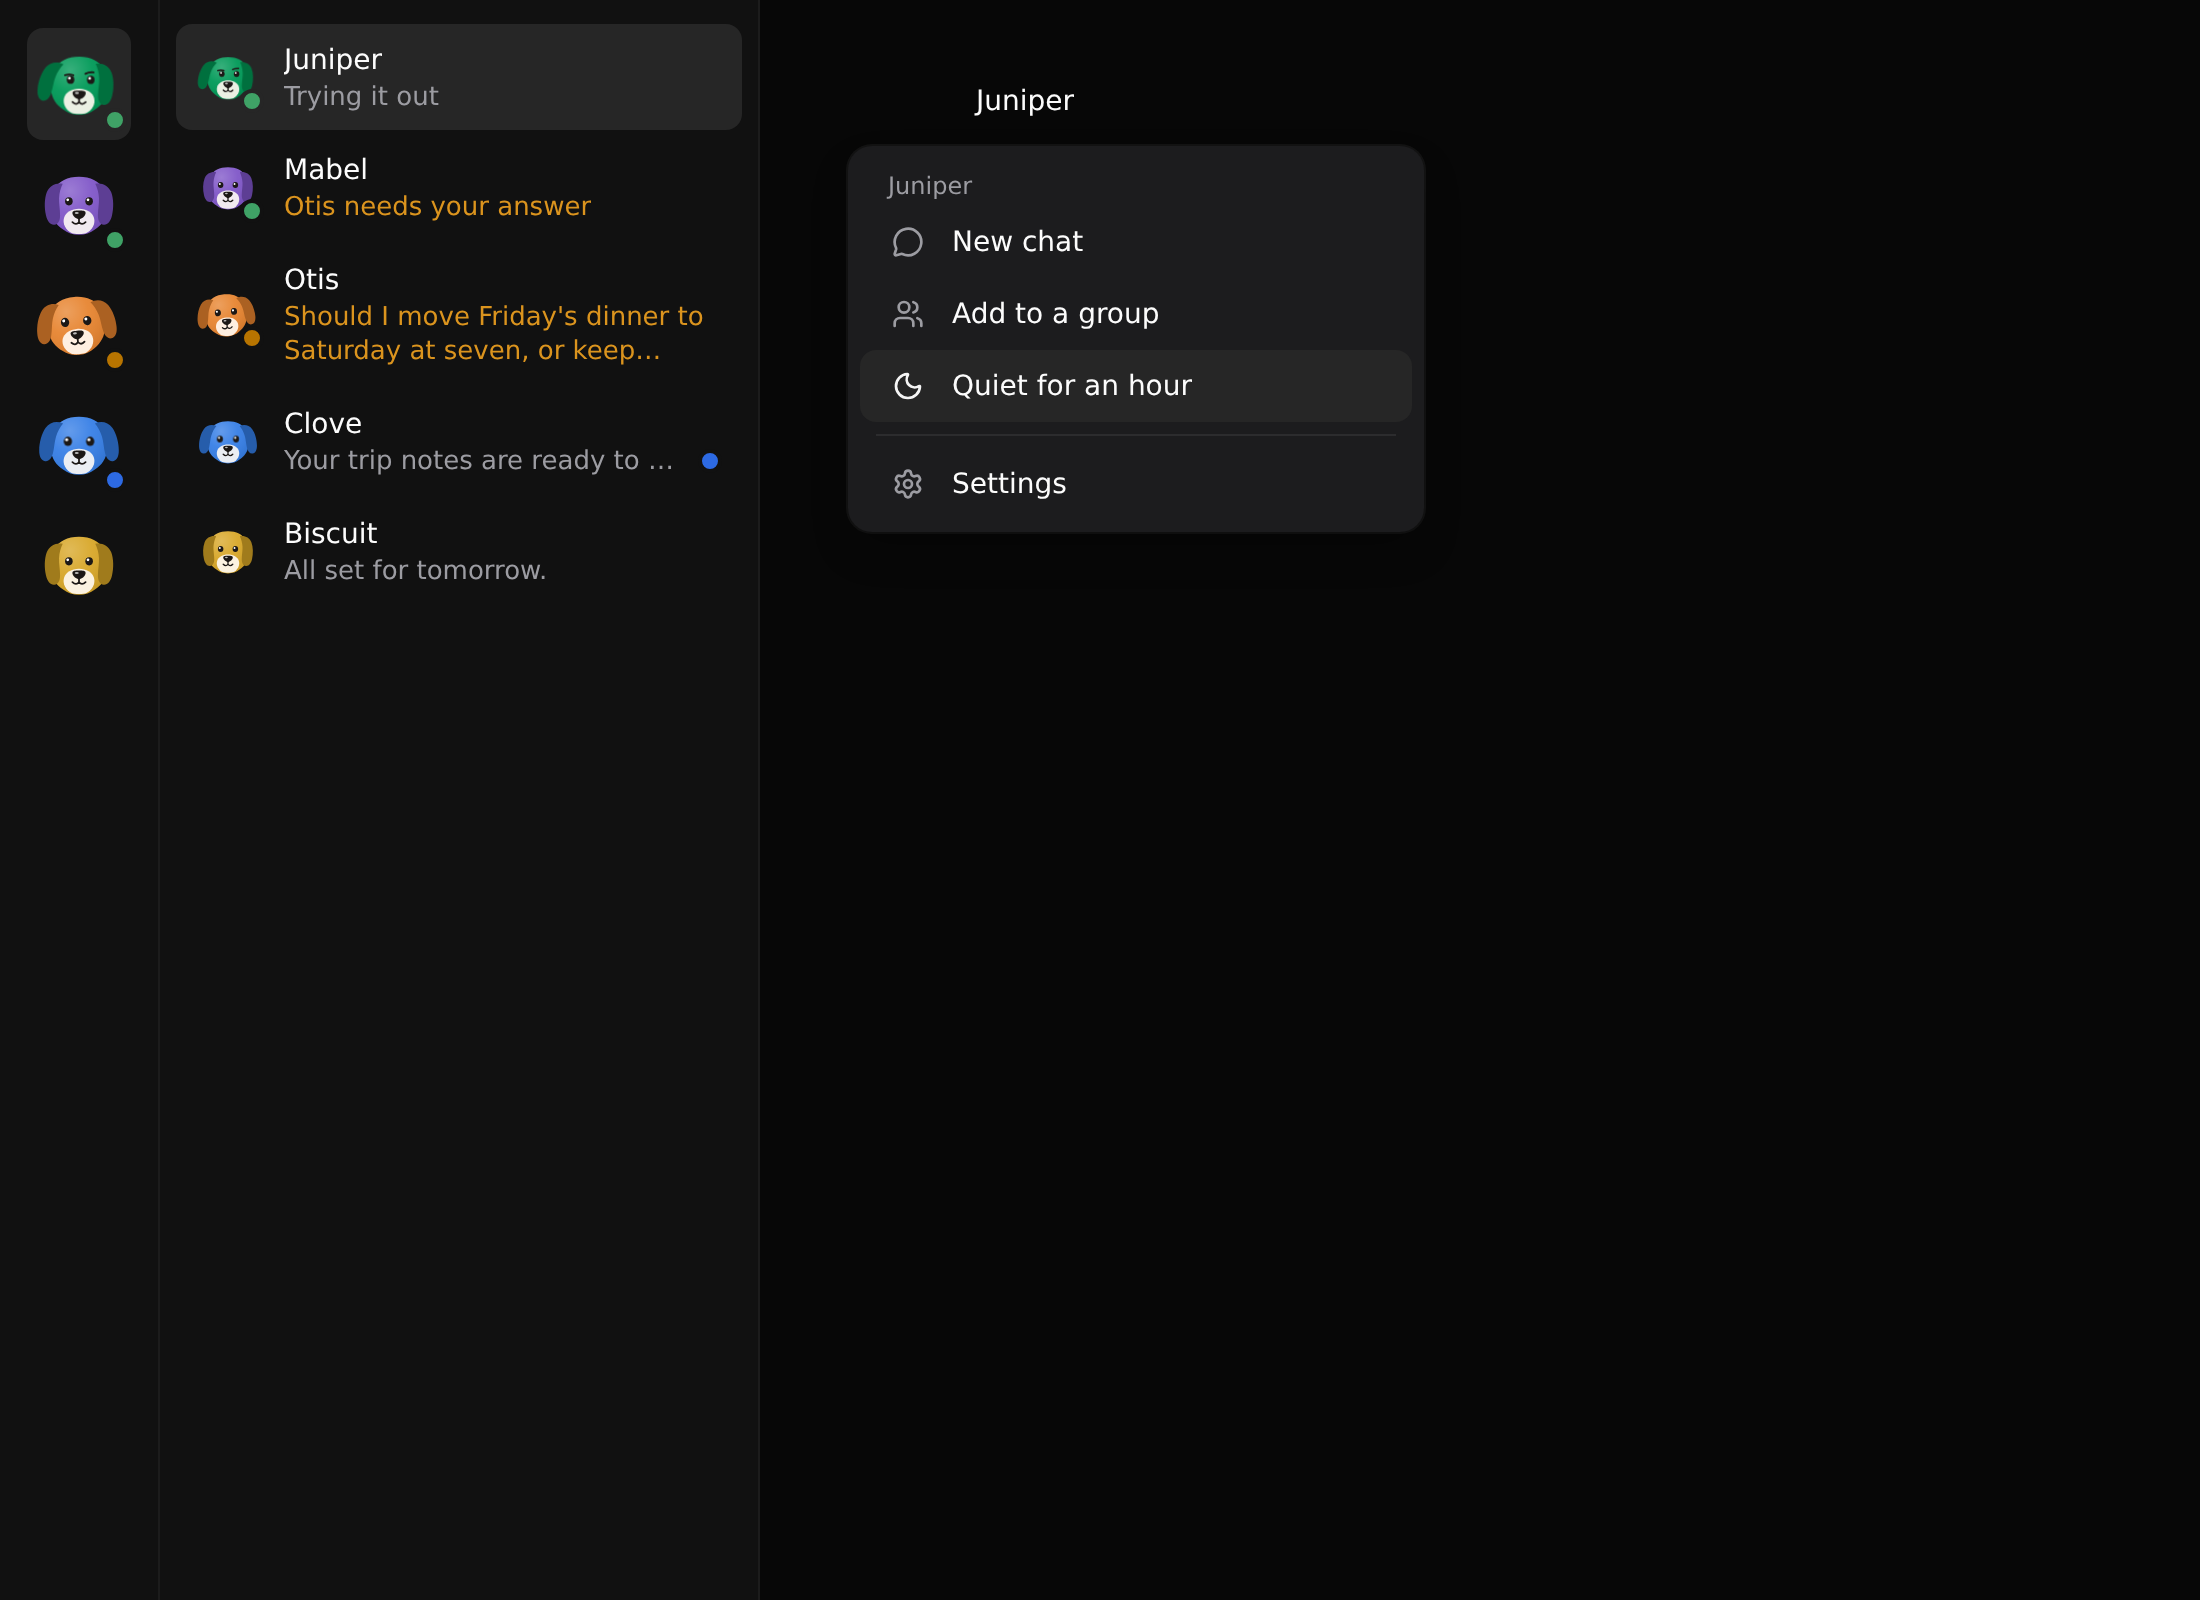 Juniper
Trying it out
Mabel
Otis needs your answer
Otis
Should I move Friday's dinner to
Saturday at seven, or keep…
Clove
Your trip notes are ready to …
Biscuit
All set for tomorrow.
Juniper
Juniper
New chat
Add to a group
Quiet for an hour
Settings